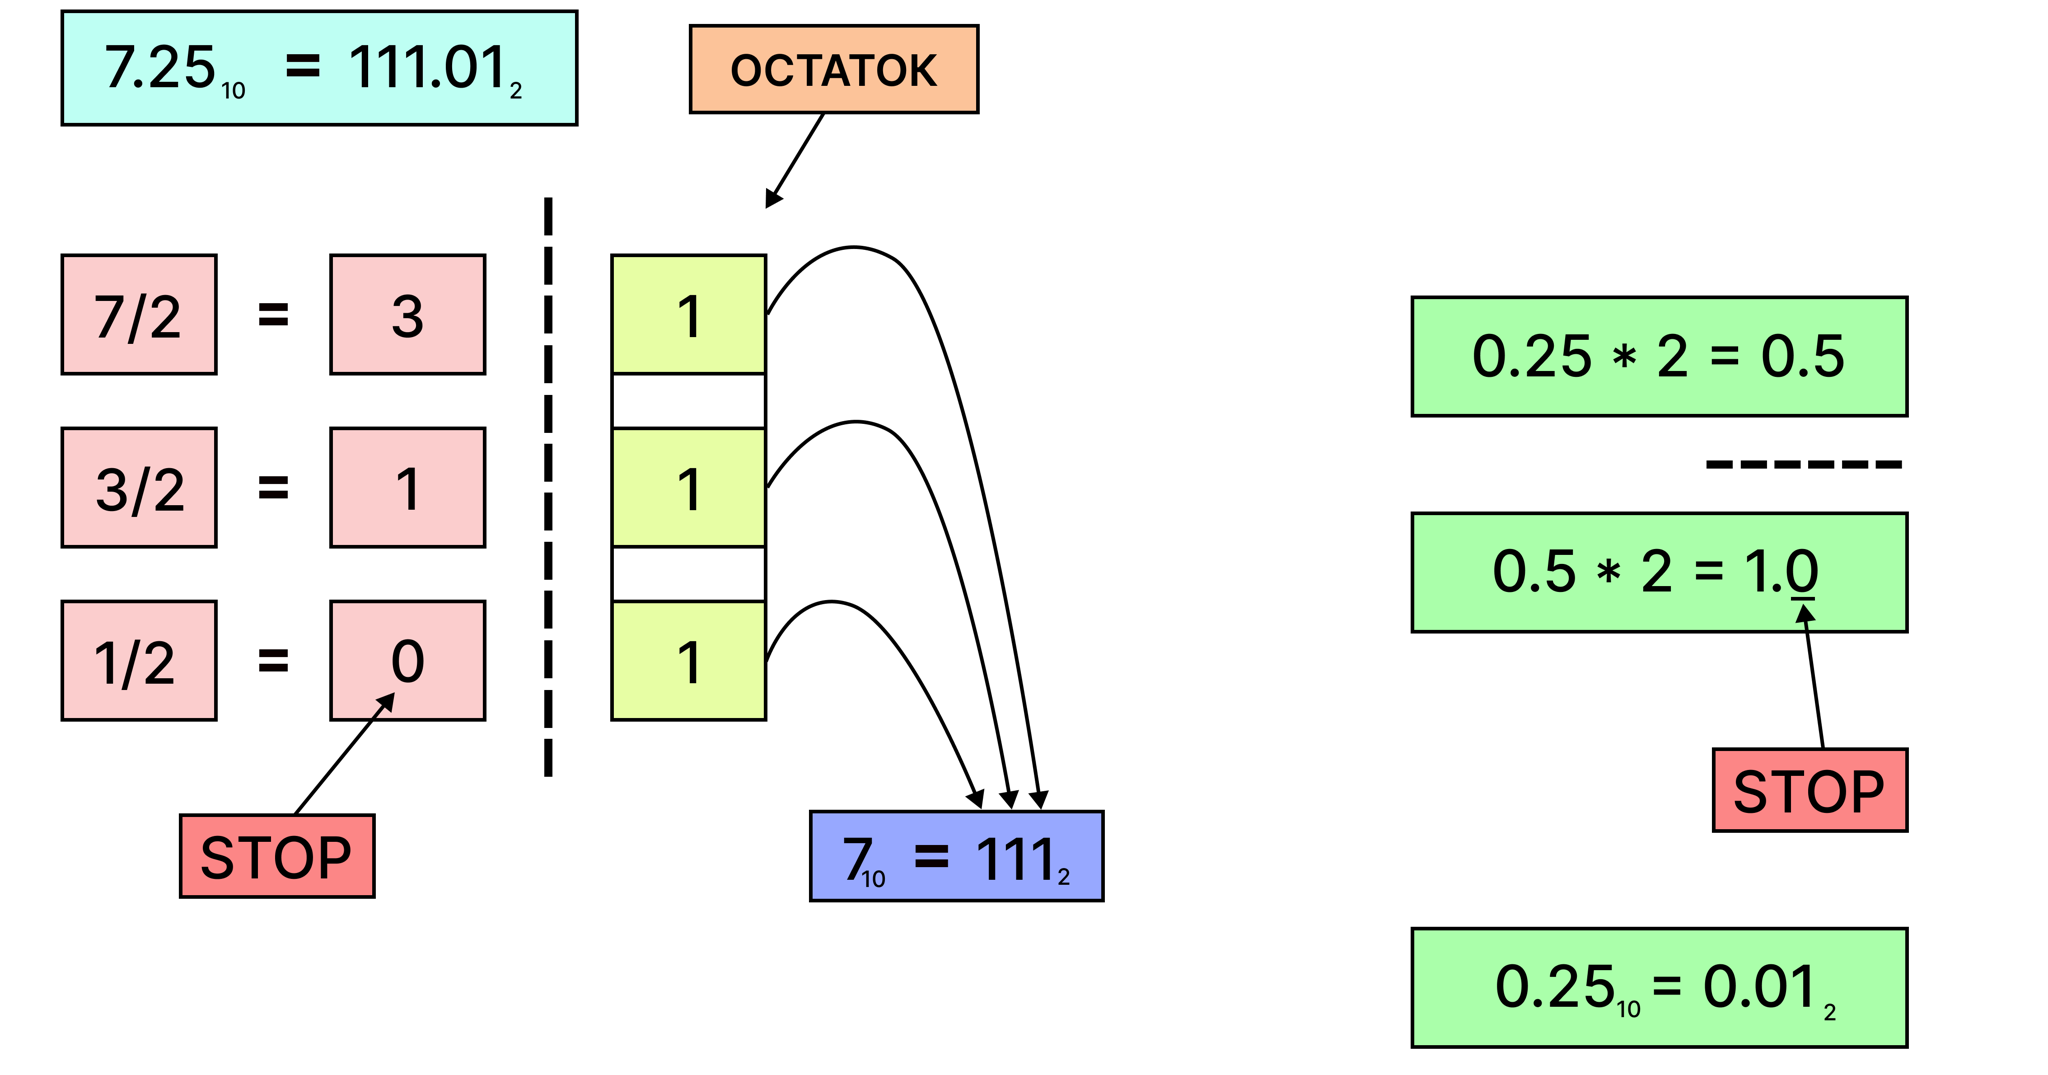 7.25₁₀ = 111.01₂
ОСТАТОК
7/2 = 3 1
3/2 = 1 1
1/2 = 0 1
STOP
7₁₀ = 111₂
0.25 * 2 = 0.5
0.5 * 2 = 1.0
STOP
0.25₁₀ = 0.01₂